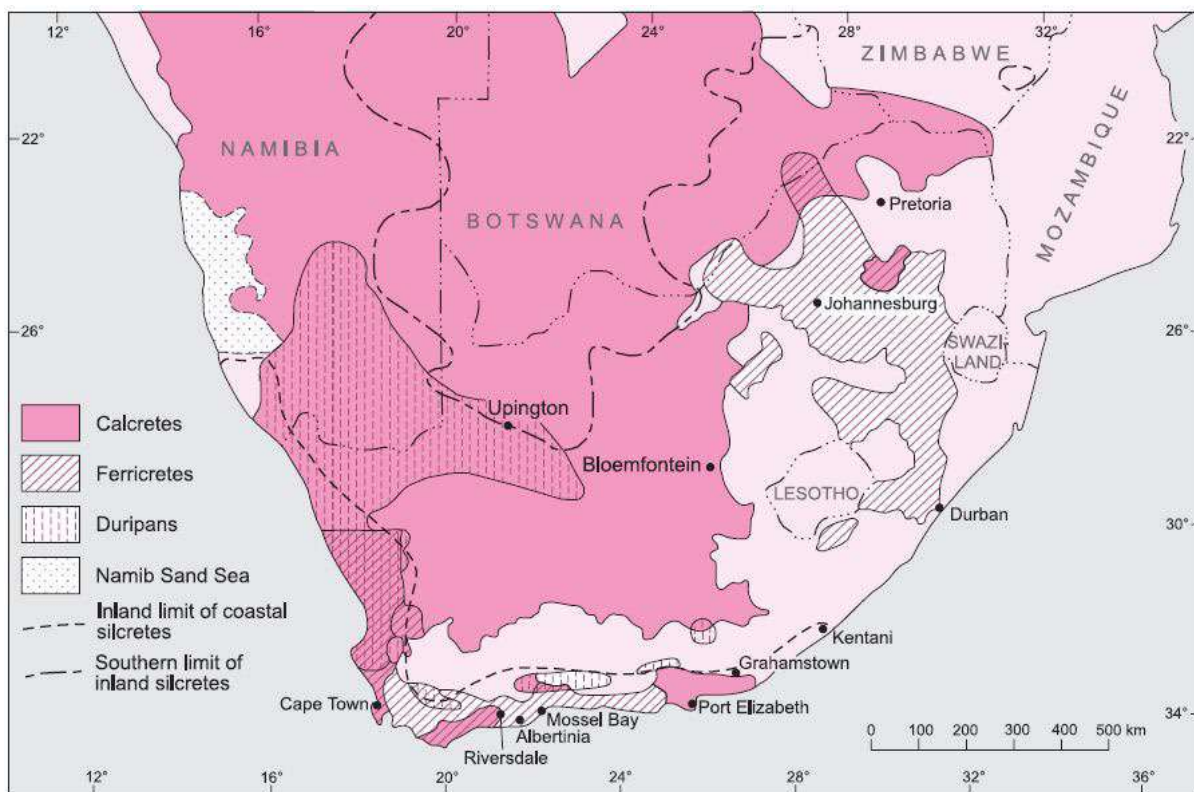 12°
16°
20°
24°
28°
32°
ZIMBABWE
MOZAMBIQUE
22°
22°
NAMIBIA
BOTSWANA
Pretoria
Johannesburg
26°
26°
SWAZI-
LAND
Upington
Bloemfontein
LESOTHO
Durban
30°
30°
Calcretes
Ferricretes
Duripans
Namib Sand Sea
Inland limit of coastal
silcretes
Southern limit of
inland silcretes
Kentani
Grahamstown
Cape Town
Port Elizabeth
Mossel Bay
Albertinia
Riversdale
34°
34°
0 100 200 300 400 500 km
12°
16°
20°
24°
28°
32°
36°